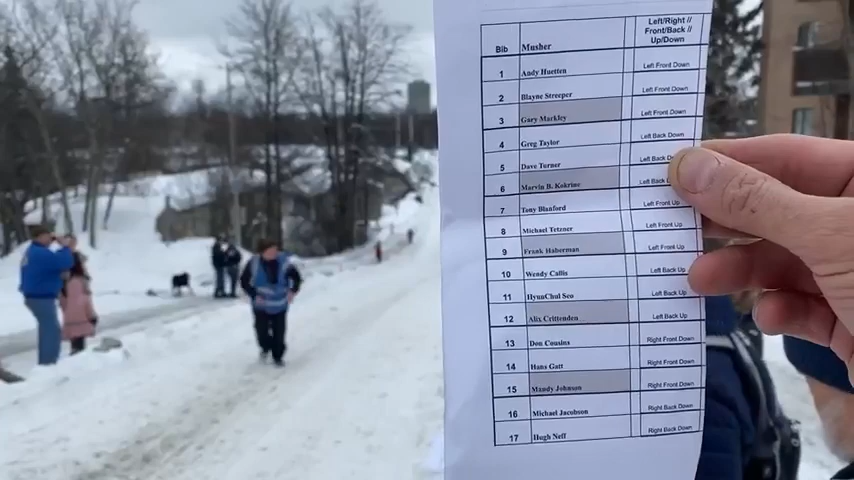 Bib Musher Left/Right // Front/Back // Up/Down
1 Andy Huetten Left Front Down
2 Blayne Streeper Left Front Down
3 Gary Markley Left Front Down
4 Greg Taylor Left Back Down
5 Dave Turner Left Back
6 Marvin B. Kokrine Left Back
7 Tony Blanford Left Front Up
8 Michael Tetzner Left Front Up
9 Frank Haberman Left Front Up
10 Wendy Callis Left Back Up
11 HyunChul Seo Left Back Up
12 Alix Crittenden Left Back Up
13 Don Cousins Right Front Down
14 Hans Gatt Right Front Down
15 Mandy Johnson Right Front Down
16 Michael Jacobson Right Back Down
17 Hugh Neff Right Back Down